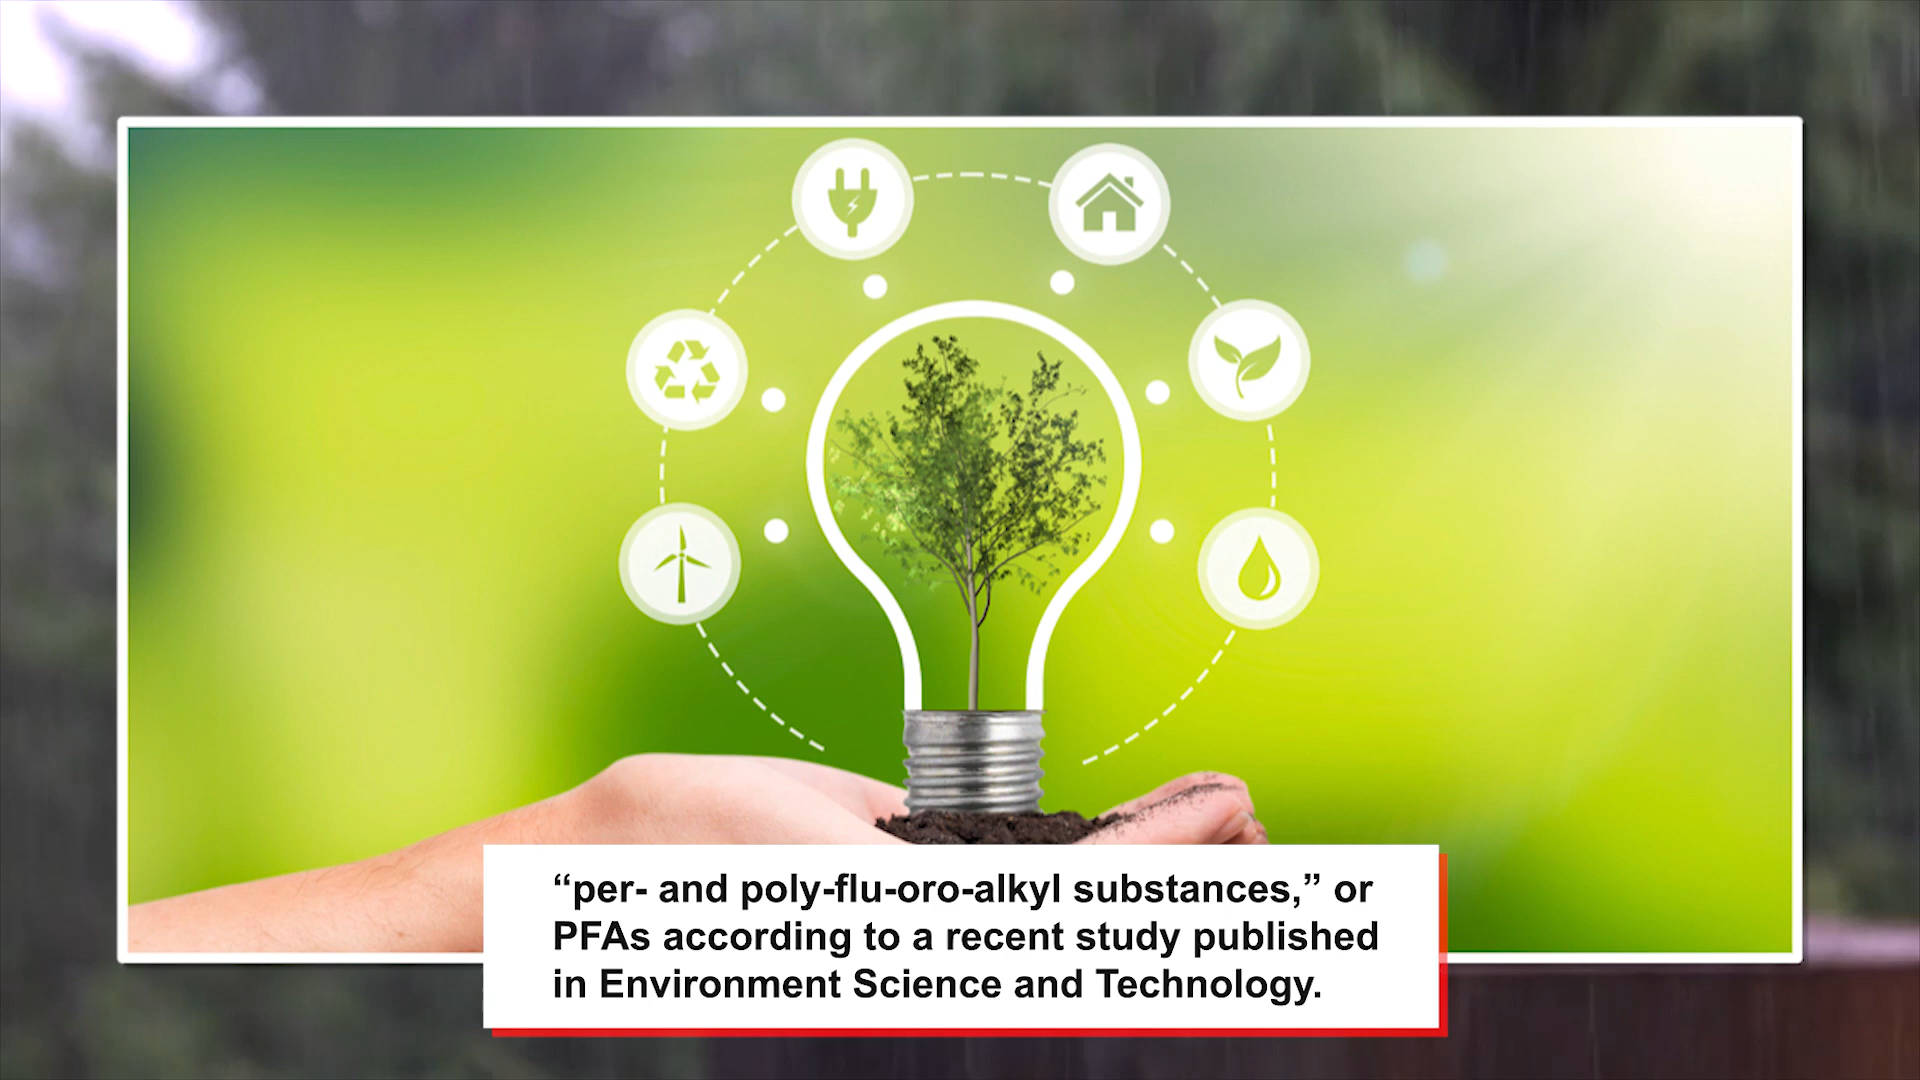 “per- and poly-flu-oro-alkyl substances,” or
PFAs according to a recent study published
in Environment Science and Technology.